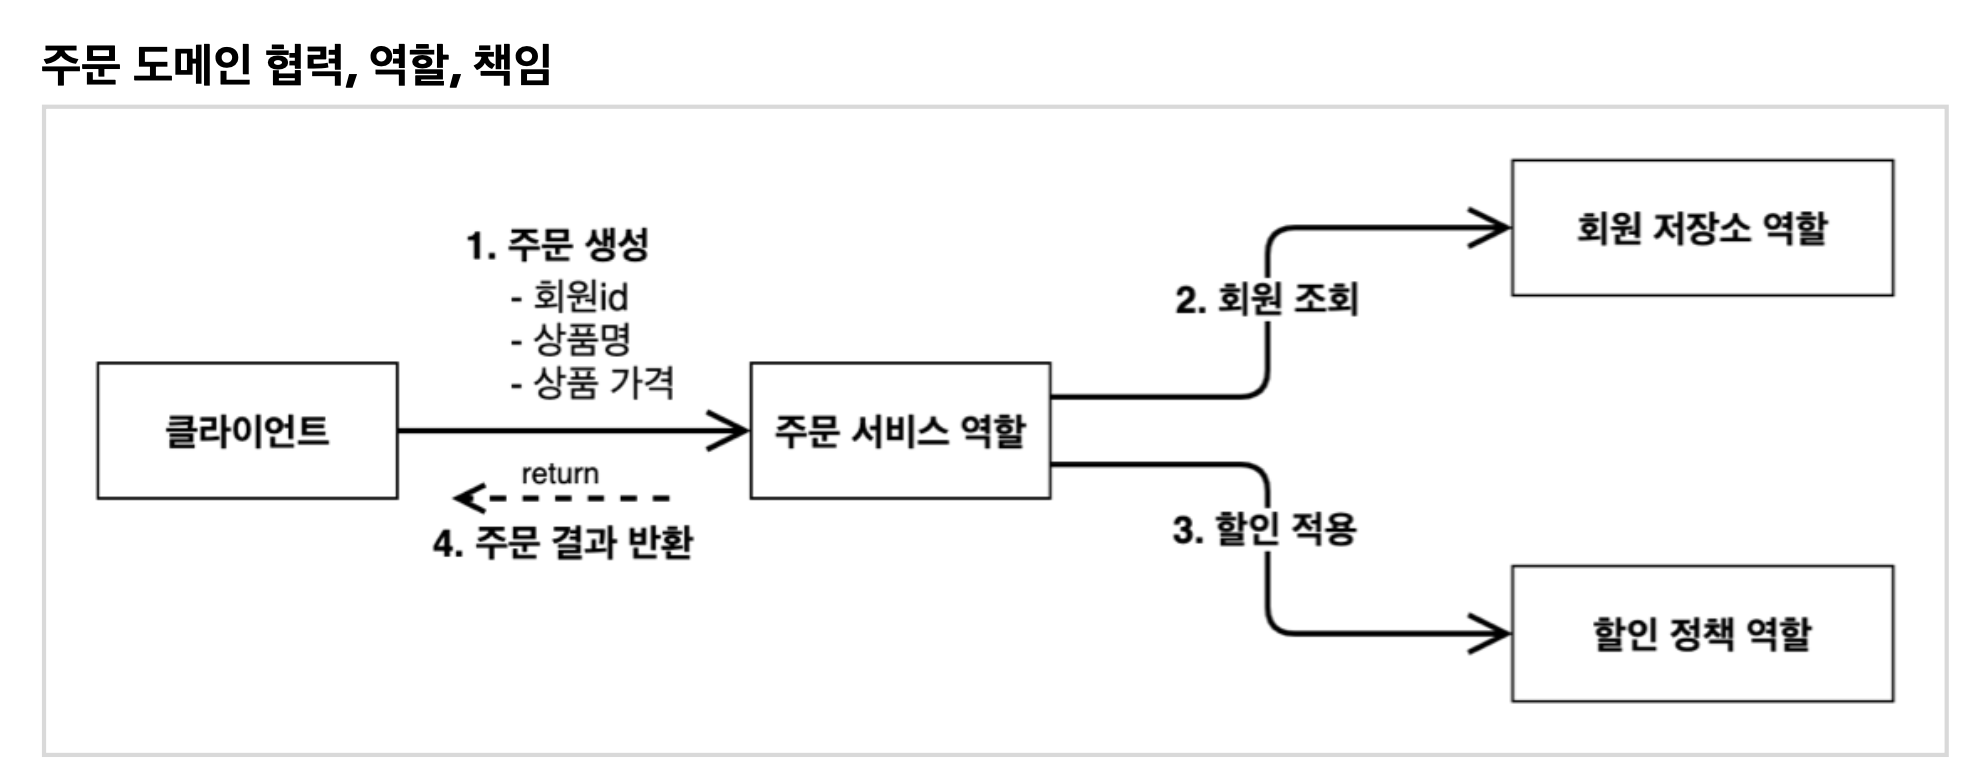 주문 도메인 협력, 역할, 책임
1. 주문 생성
- 회원id
- 상품명
- 상품 가격
클라이언트
return
4. 주문 결과 반환
주문 서비스 역할
2. 회원 조회
회원 저장소 역할
3. 할인 적용
할인 정책 역할